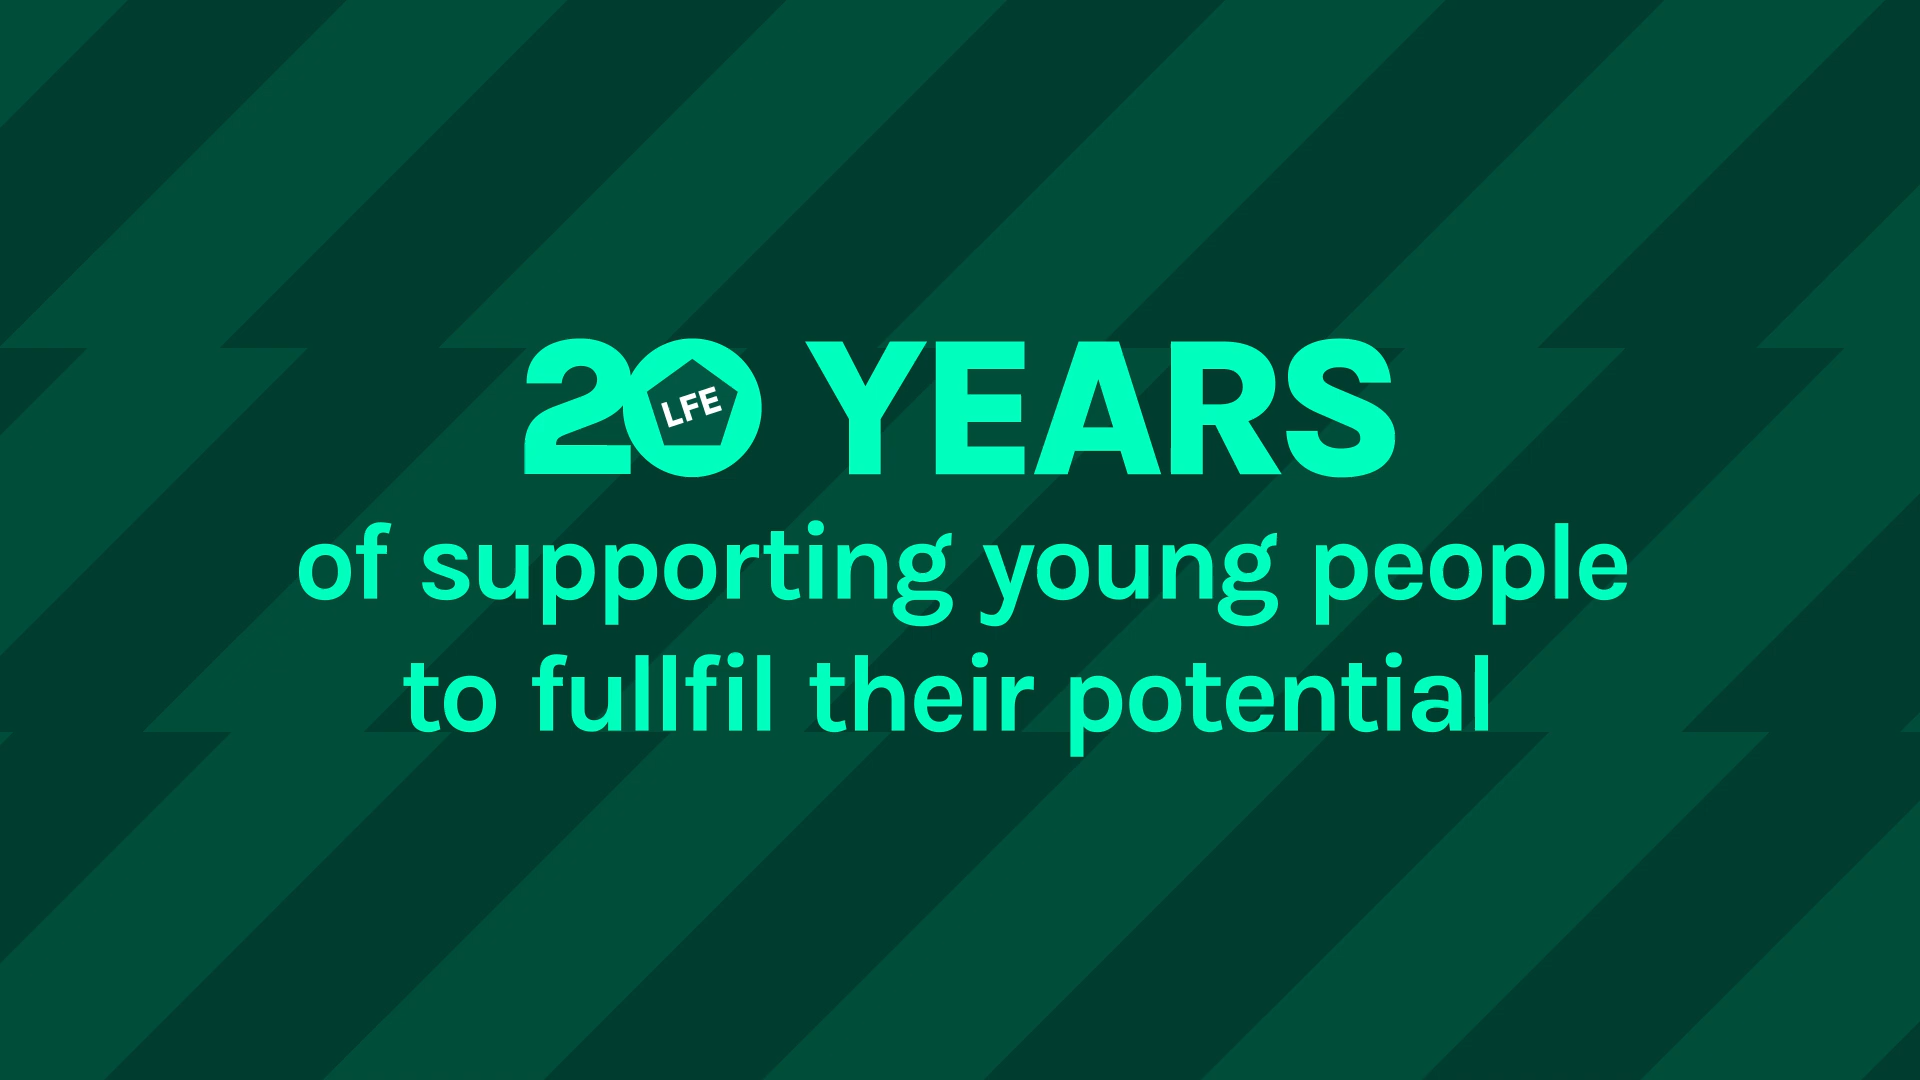 20 YEARS
LFE
of supporting young people
to fullfil their potential